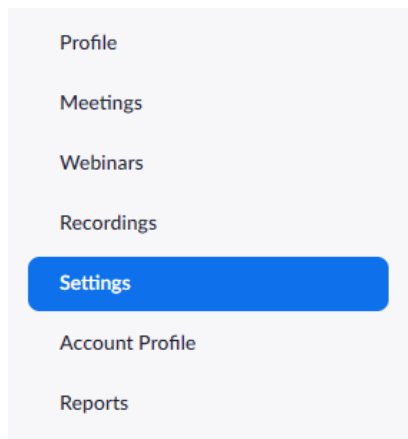 Profile
Meetings
Webinars
Recordings
Settings
Account Profile
Reports